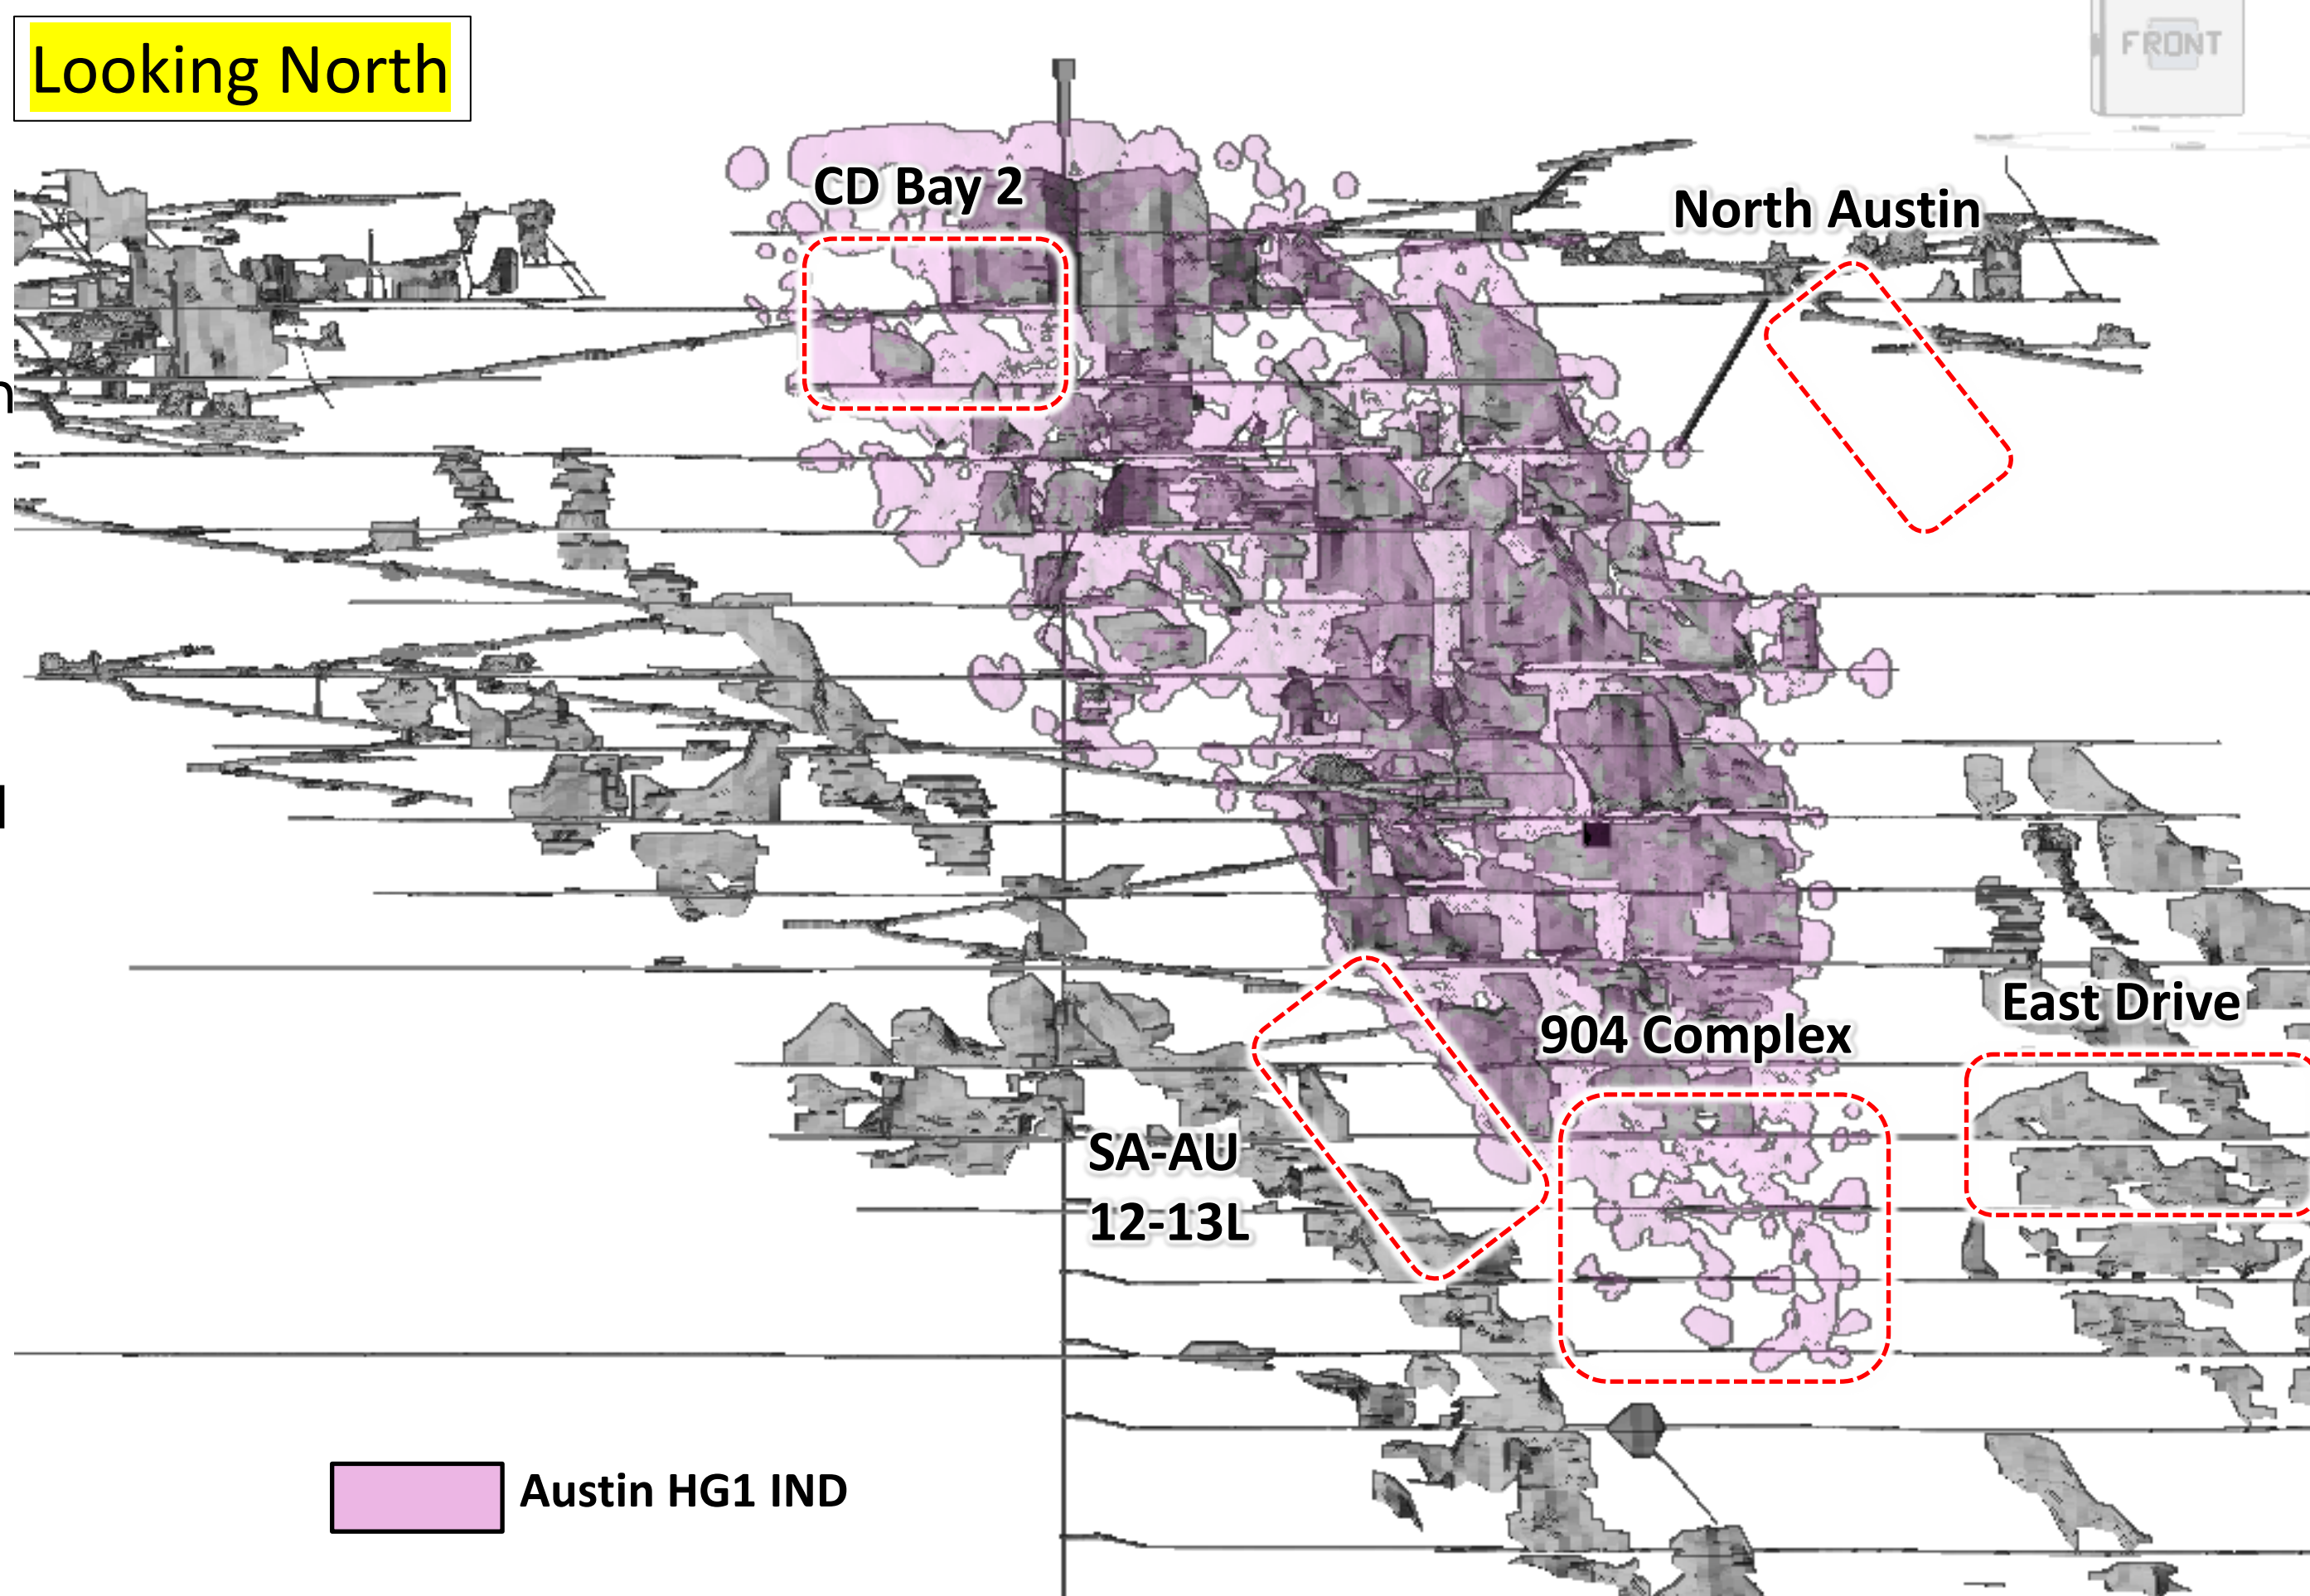 Looking North
FRONT
CD Bay 2
North Austin
East Drive
904 Complex
SA-AU
12-13L
Austin HG1 IND